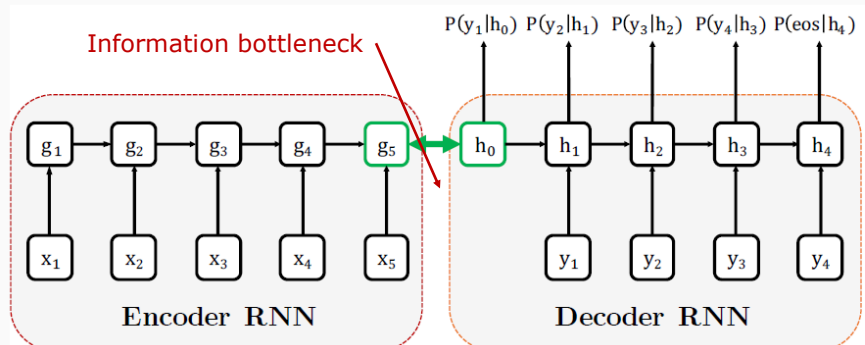 P(y₁|h₀) P(y₂|h₁) P(y₃|h₂) P(y₄|h₃) P(eos|h₄)
Information bottleneck
g₁ g₂ g₃ g₄ g₅ h₀ h₁ h₂ h₃ h₄
x₁ x₂ x₃ x₄ x₅ y₁ y₂ y₃ y₄
Encoder RNN Decoder RNN